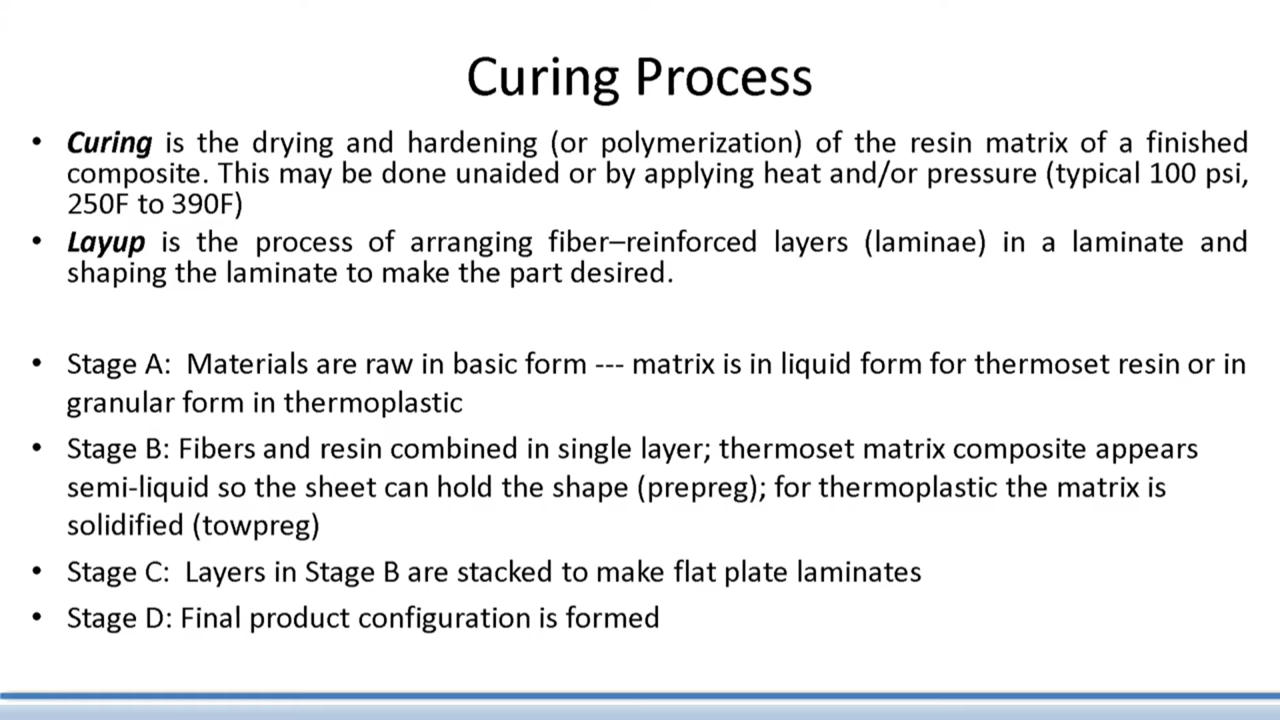 Curing Process
• Curing is the drying and hardening (or polymerization) of the resin matrix of a finished
composite. This may be done unaided or by applying heat and/or pressure (typical 100 psi,
250F to 390F)
• Layup is the process of arranging fiber–reinforced layers (laminae) in a laminate and
shaping the laminate to make the part desired.
• Stage A: Materials are raw in basic form --- matrix is in liquid form for thermoset resin or in
granular form in thermoplastic
• Stage B: Fibers and resin combined in single layer; thermoset matrix composite appears
semi-liquid so the sheet can hold the shape (prepreg); for thermoplastic the matrix is
solidified (towpreg)
• Stage C: Layers in Stage B are stacked to make flat plate laminates
• Stage D: Final product configuration is formed